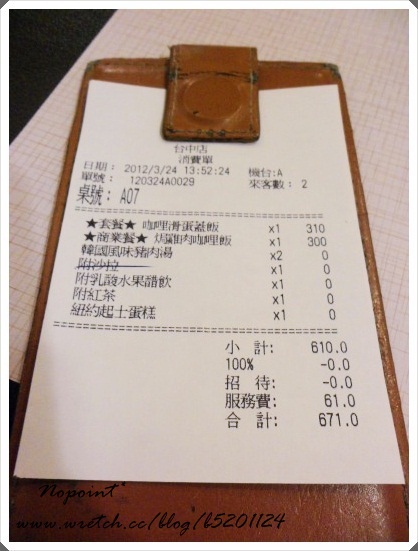 台中店
消費單
日期： 2012/3/24 13:52:24 機台:A
單號： 120324A0029 來客數： 2
桌號： A07
★套餐★ 咖哩滑蛋蓋飯 x1 310
★商業餐★ 焗雞肉咖哩飯 x1 300
韓國風味豬肉湯 x2 0
附沙拉 x1 0
附乳酸水果醋飲 x1 0
附紅茶 x1 0
紐約起士蛋糕 x1 0
小 計: 610.0
100% -0.0
招 待: -0.0
服務費: 61.0
合 計: 671.0
Nopoint
www.wretch.cc/blog/b5201124